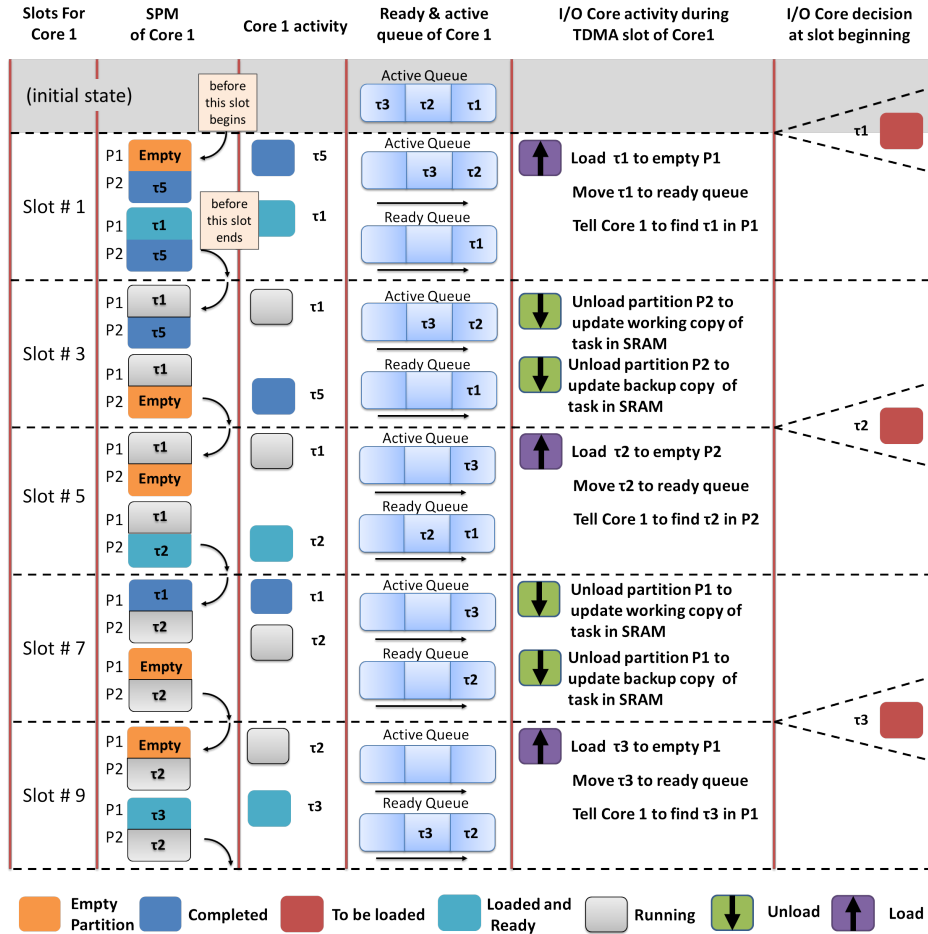 Slots For
Core 1
SPM
of Core 1
Core 1 activity
Ready & active
queue of Core 1
I/O Core activity during
TDMA slot of Core1
I/O Core decision
at slot beginning
(initial state)
before
this slot
begins
Active Queue
τ3 τ2 τ1
τ1
Slot # 1
P1 Empty
P2 τ5
before
this slot
ends
P1 τ1
P2 τ5
τ5
τ1
Active Queue
τ3 τ2
Ready Queue
τ1
Load τ1 to empty P1
Move τ1 to ready queue
Tell Core 1 to find τ1 in P1
Slot # 3
P1 τ1
P2 τ5
P1 τ1
P2 Empty
τ1
τ5
Active Queue
τ3 τ2
Ready Queue
τ1
Unload partition P2 to
update working copy of
task in SRAM
Unload partition P2 to
update backup copy of
task in SRAM
τ2
Slot # 5
P1 τ1
P2 Empty
P1 τ1
P2 τ2
τ1
τ2
Active Queue
τ3
Ready Queue
τ2 τ1
Load τ2 to empty P2
Move τ2 to ready queue
Tell Core 1 to find τ2 in P2
Slot # 7
P1 τ1
P2 τ2
P1 Empty
P2 τ2
τ1
τ2
Active Queue
τ3
Ready Queue
τ2
Unload partition P1 to
update working copy of
task in SRAM
Unload partition P1 to
update backup copy of
task in SRAM
τ3
Slot # 9
P1 Empty
P2 τ2
P1 τ3
P2 τ2
τ2
τ3
Active Queue
Ready Queue
τ3 τ2
Load τ3 to empty P1
Move τ3 to ready queue
Tell Core 1 to find τ3 in P1
Empty
Partition
Completed
To be loaded
Loaded and
Ready
Running
Unload
Load